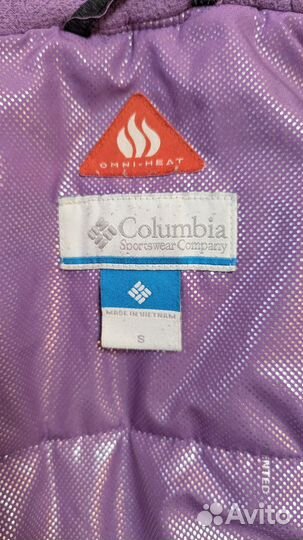 OMNI-HEAT
Columbia
Sportswear Company
MADE IN VIETNAM
S
Avito